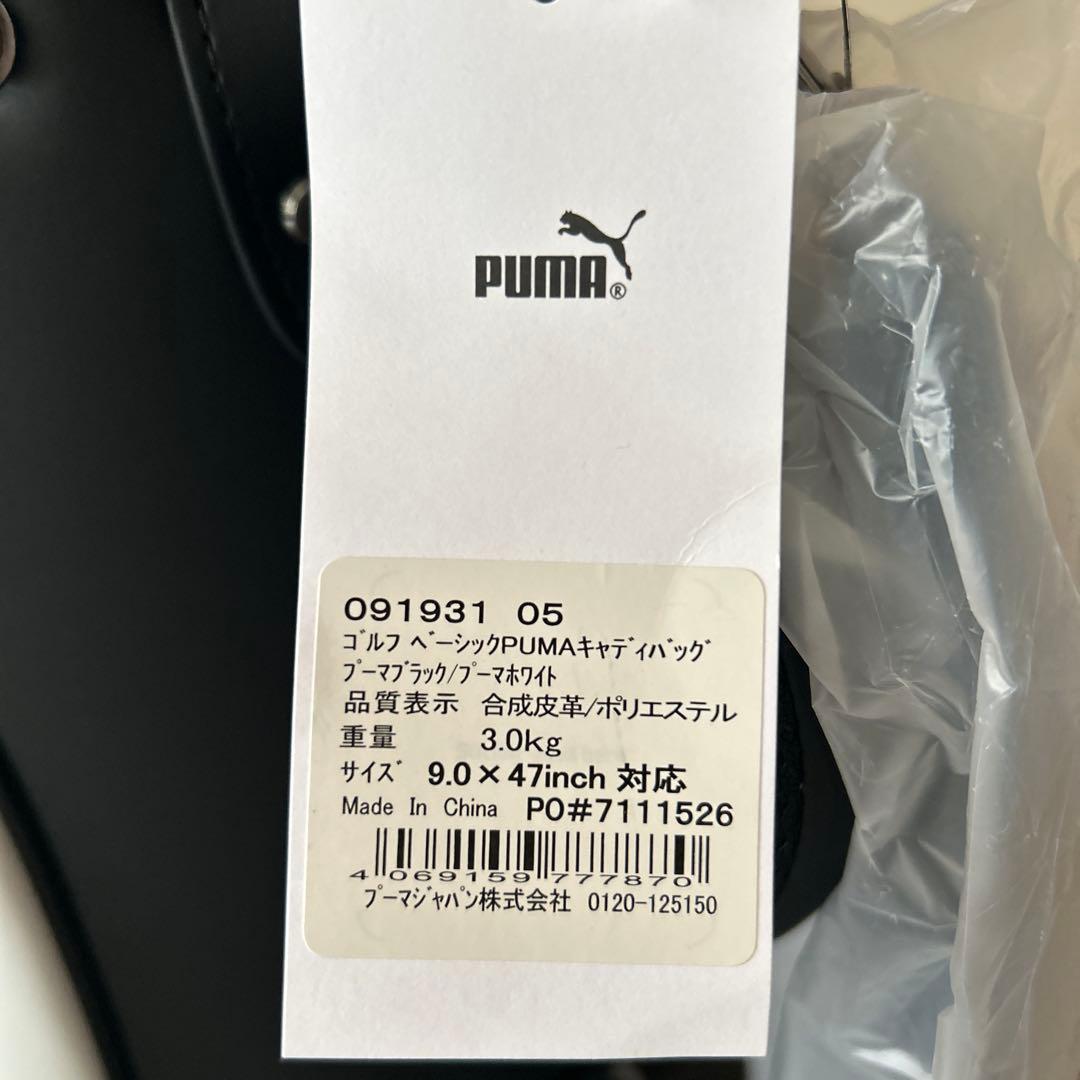 PUMA®
091931 05
ｺﾞﾙﾌ ﾍﾞｰｼｯｸPUMAｷｬﾃﾞｨﾊﾞｯｸﾞ
ﾌﾟｰﾏﾌﾞﾗｯｸ/ﾌﾟｰﾏﾎﾜｲﾄ
品質表示 合成皮革/ポリエステル
重量 3.0kg
ｻｲｽﾞ 9.0×47inch 対応
Made In China PO#7111526
4 069159 777870
プーマジャパン株式会社 0120-125150